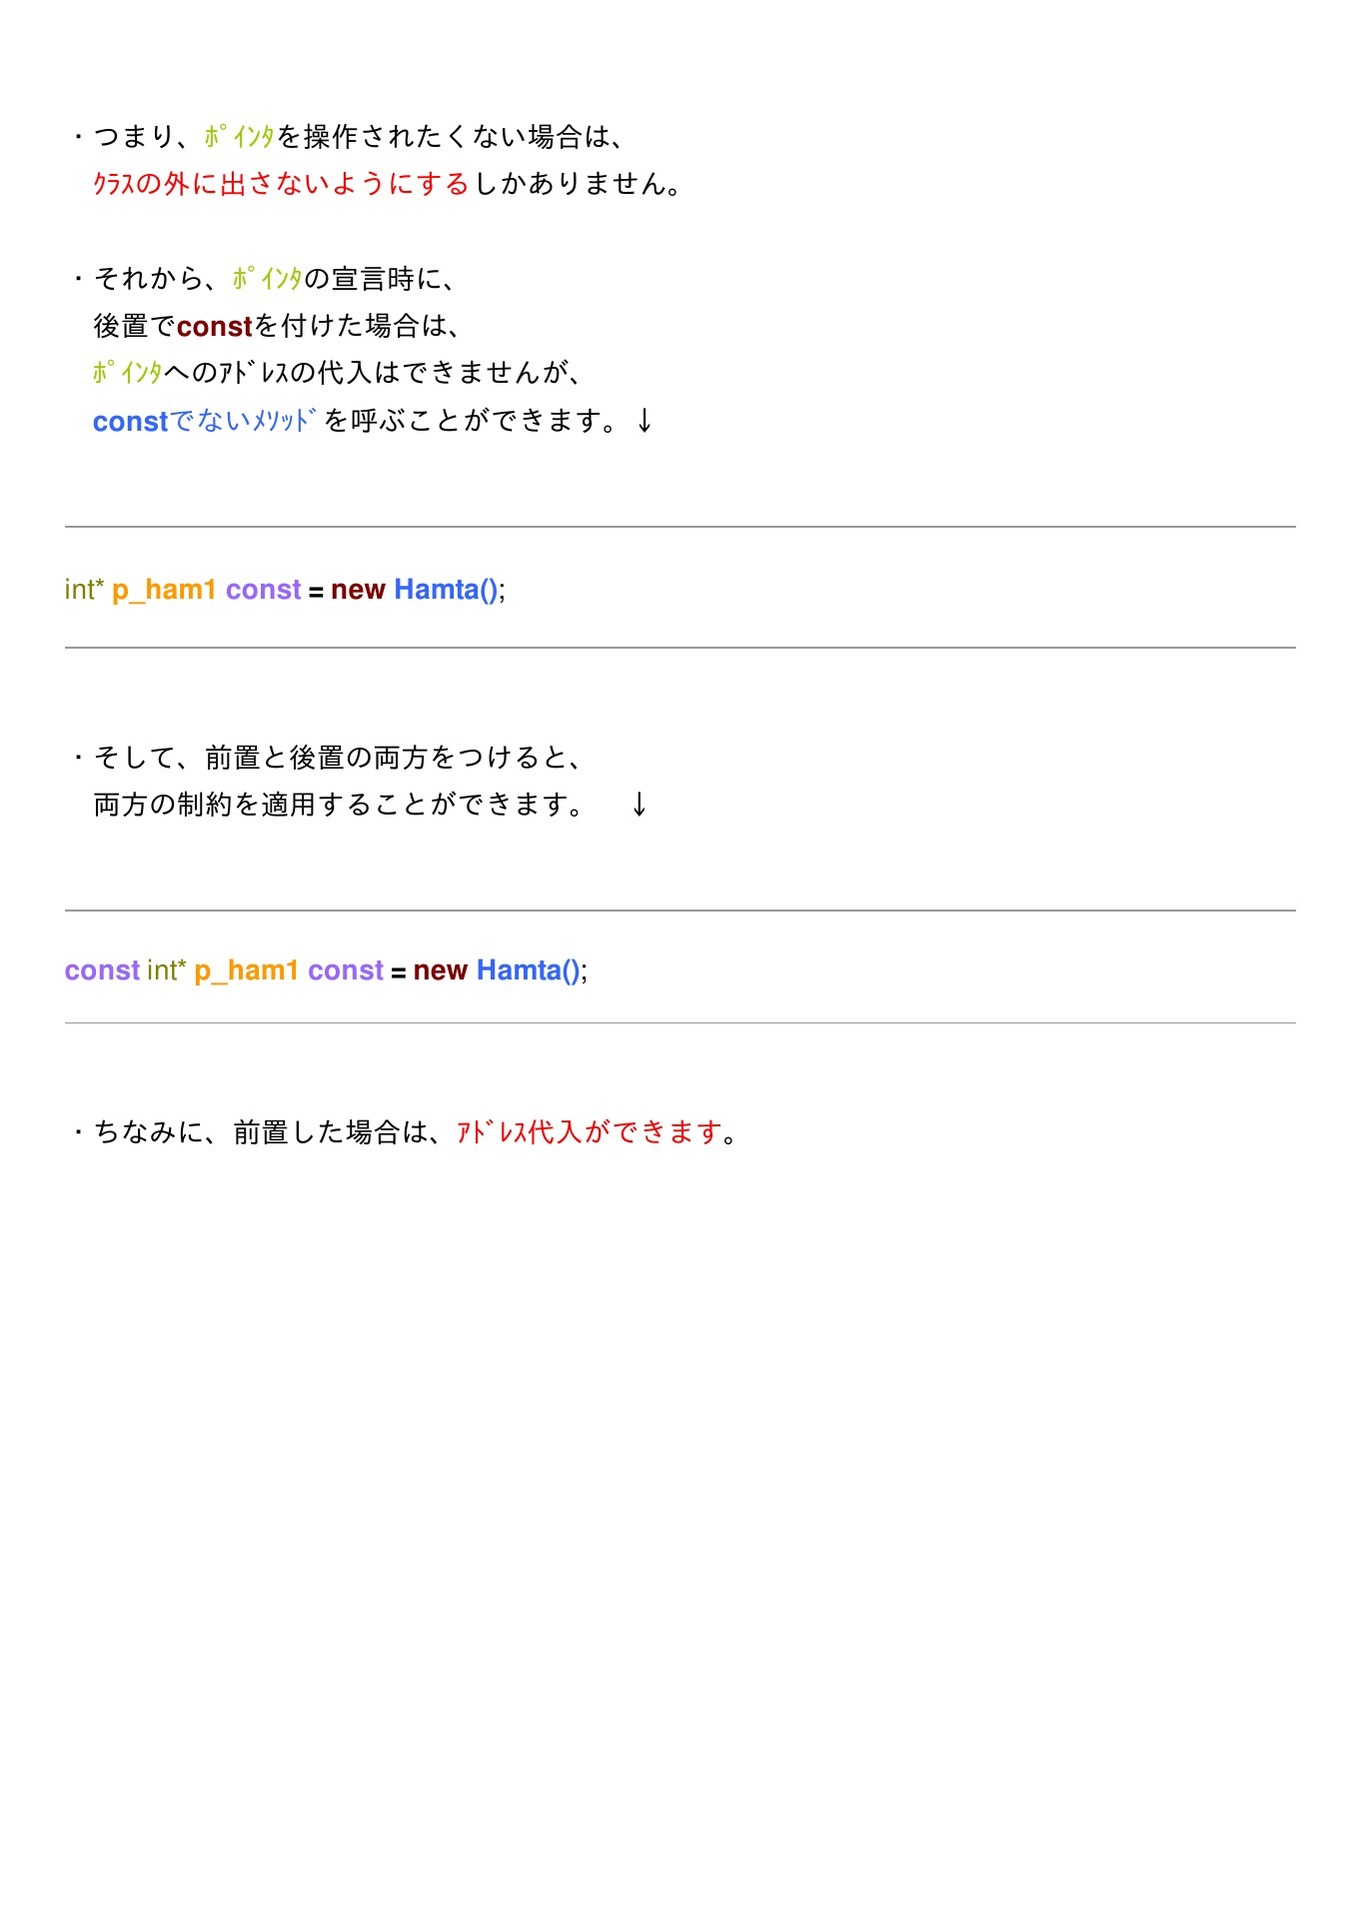 ・つまり、ﾎﾟｲﾝﾀを操作されたくない場合は、
ｸﾗｽの外に出さないようにするしかありません。
・それから、ﾎﾟｲﾝﾀの宣言時に、
後置でconstを付けた場合は、
ﾎﾟｲﾝﾀへのｱﾄﾞﾚｽの代入はできませんが、
constでないﾒｿｯﾄﾞを呼ぶことができます。↓
int* p_ham1 const = new Hamta();
・そして、前置と後置の両方をつけると、
両方の制約を適用することができます。　↓
const int* p_ham1 const = new Hamta();
・ちなみに、前置した場合は、ｱﾄﾞﾚｽ代入ができます。